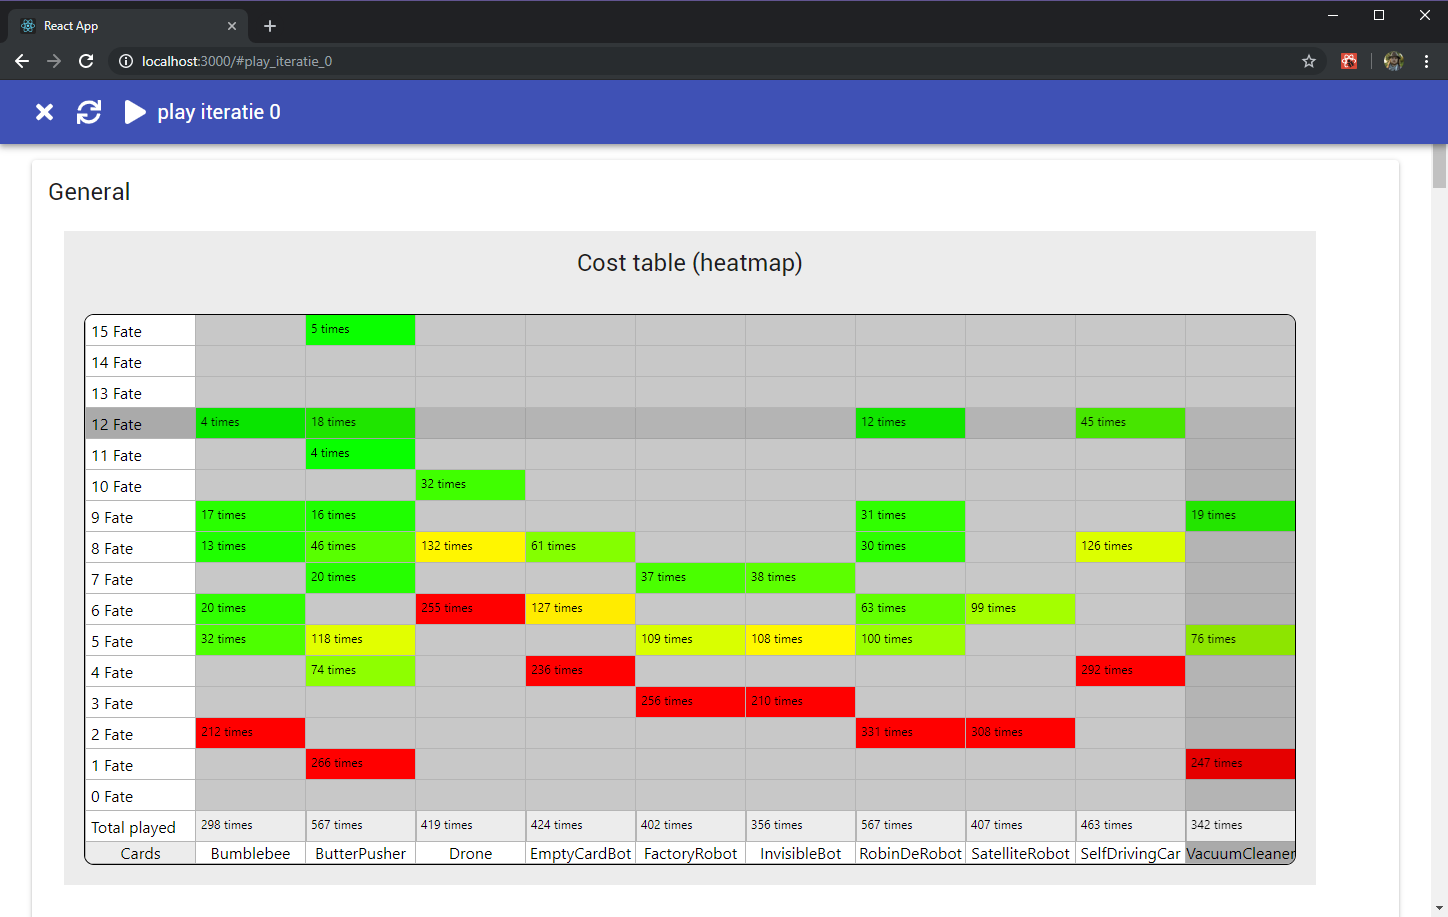 React App
localhost:3000/#play_iteratie_0
play iteratie 0
General
Cost table (heatmap)
15 Fate 5 times
14 Fate
13 Fate
12 Fate 4 times 18 times 12 times 45 times
11 Fate 4 times
10 Fate 32 times
9 Fate 17 times 16 times 31 times 19 times
8 Fate 13 times 46 times 132 times 61 times 30 times 126 times
7 Fate 20 times 37 times 38 times
6 Fate 20 times 255 times 127 times 63 times 99 times
5 Fate 32 times 118 times 109 times 108 times 100 times 76 times
4 Fate 74 times 236 times 292 times
3 Fate 256 times 210 times
2 Fate 212 times 331 times 308 times
1 Fate 266 times 247 times
0 Fate
Total played 298 times 567 times 419 times 424 times 402 times 356 times 567 times 407 times 463 times 342 times
Cards Bumblebee ButterPusher Drone EmptyCardBot FactoryRobot InvisibleBot RobinDeRobot SatelliteRobot SelfDrivingCar VacuumCleaner